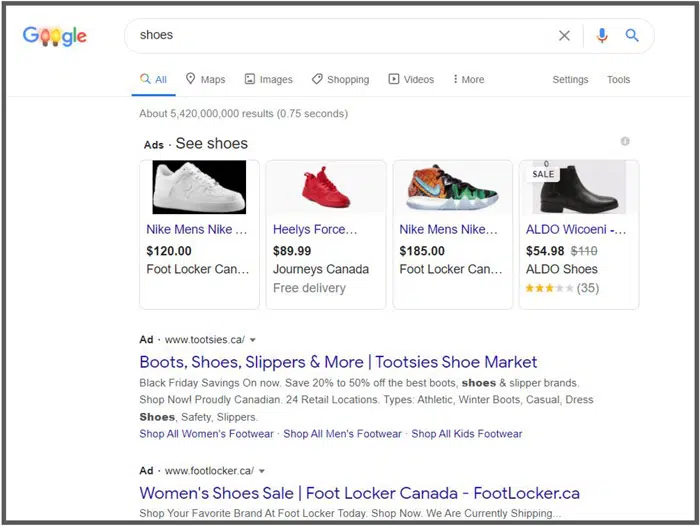 Google
shoes
All Maps Images Shopping Videos More Settings Tools
About 5,420,000,000 results (0.75 seconds)
Ads · See shoes
Nike Mens Nike ...
$120.00
Foot Locker Can...
Heelys Force...
$89.99
Journeys Canada
Free delivery
Nike Mens Nike...
$185.00
Foot Locker Can...
SALE
ALDO Wicoeni -...
$54.98 $110
ALDO Shoes
(35)
Ad · www.tootsies.ca/
Boots, Shoes, Slippers & More | Tootsies Shoe Market
Black Friday Savings On now. Save 20% to 50% off the best boots, shoes & slipper brands.
Shop Now! Proudly Canadian. 24 Retail Locations. Types: Athletic, Winter Boots, Casual, Dress
Shoes, Safety, Slippers.
Shop All Women's Footwear · Shop All Men's Footwear · Shop All Kids Footwear
Ad · www.footlocker.ca/
Women's Shoes Sale | Foot Locker Canada - FootLocker.ca
Shop Your Favorite Brand At Foot Locker Today. Shop Now. We Are Currently Shipping...